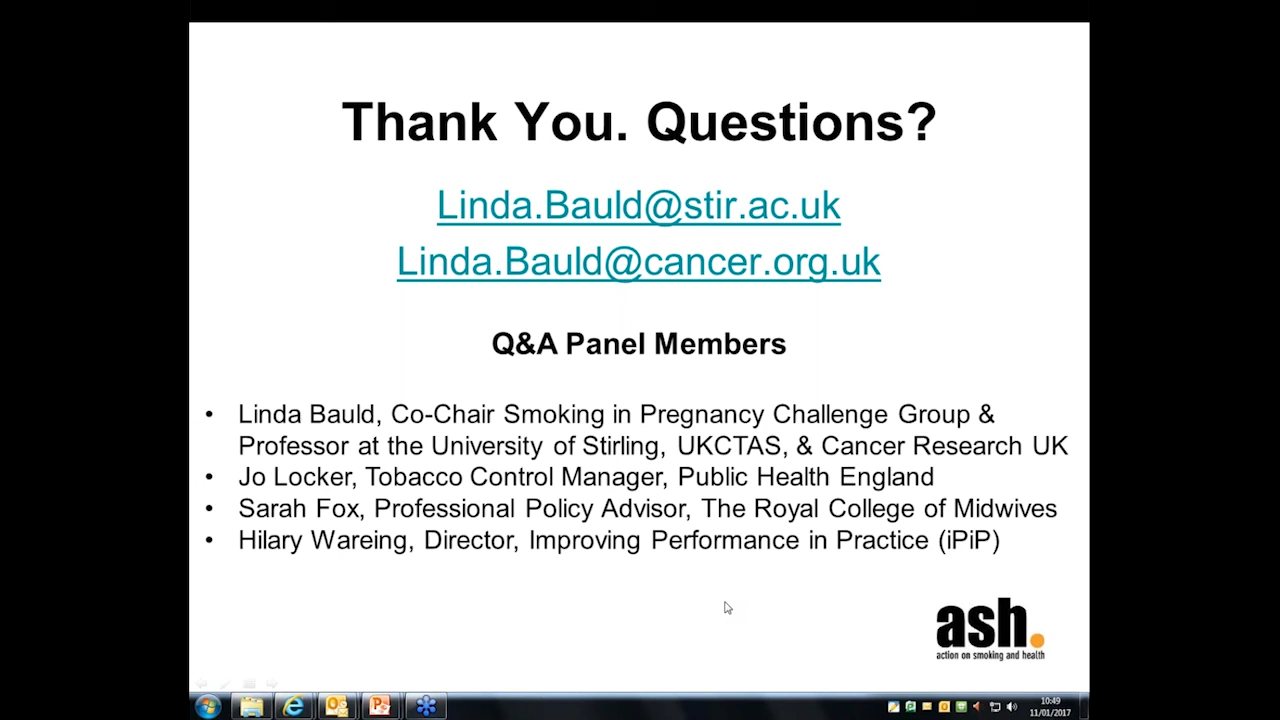 Thank You. Questions?
Linda.Bauld@stir.ac.uk
Linda.Bauld@cancer.org.uk
Q&A Panel Members
• Linda Bauld, Co-Chair Smoking in Pregnancy Challenge Group &
Professor at the University of Stirling, UKCTAS, & Cancer Research UK
• Jo Locker, Tobacco Control Manager, Public Health England
• Sarah Fox, Professional Policy Advisor, The Royal College of Midwives
• Hilary Wareing, Director, Improving Performance in Practice (iPiP)
ash.
action on smoking and health
10:49
11/01/2017